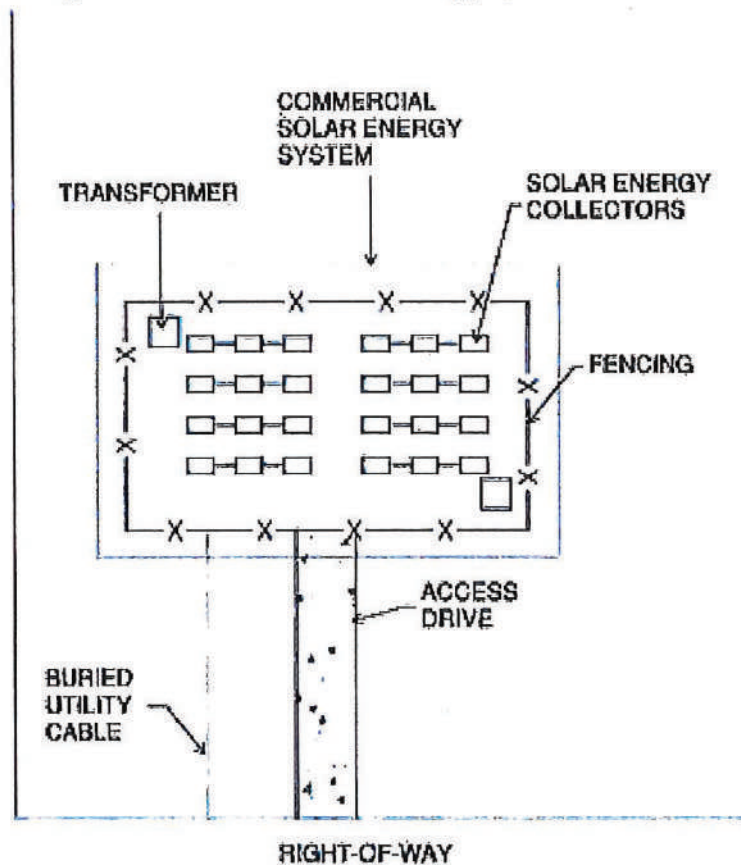 COMMERCIAL
SOLAR ENERGY
SYSTEM
TRANSFORMER
SOLAR ENERGY
COLLECTORS
FENCING
ACCESS
DRIVE
BURIED
UTILITY
CABLE
RIGHT-OF-WAY